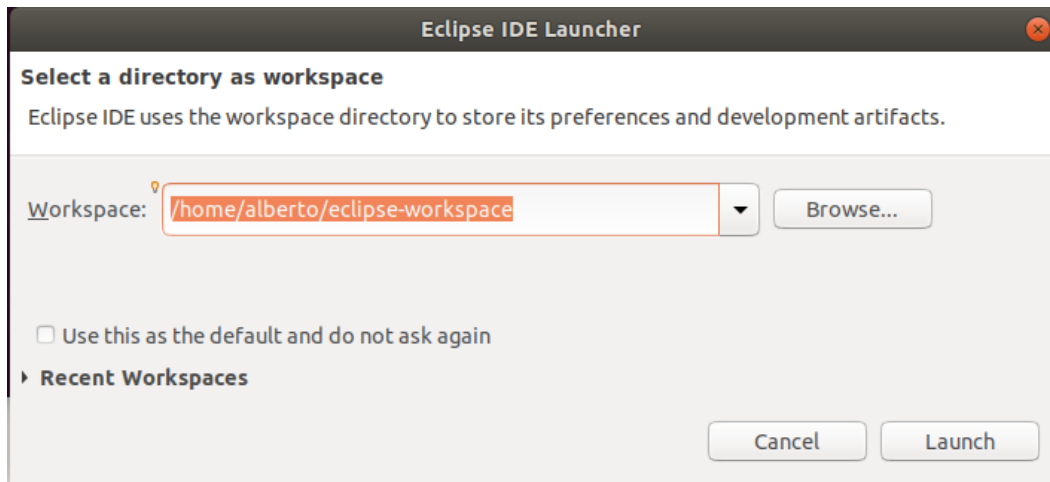 Eclipse IDE Launcher
Select a directory as workspace
Eclipse IDE uses the workspace directory to store its preferences and development artifacts.
Workspace: /home/alberto/eclipse-workspace Browse...
Use this as the default and do not ask again
Recent Workspaces
Cancel Launch